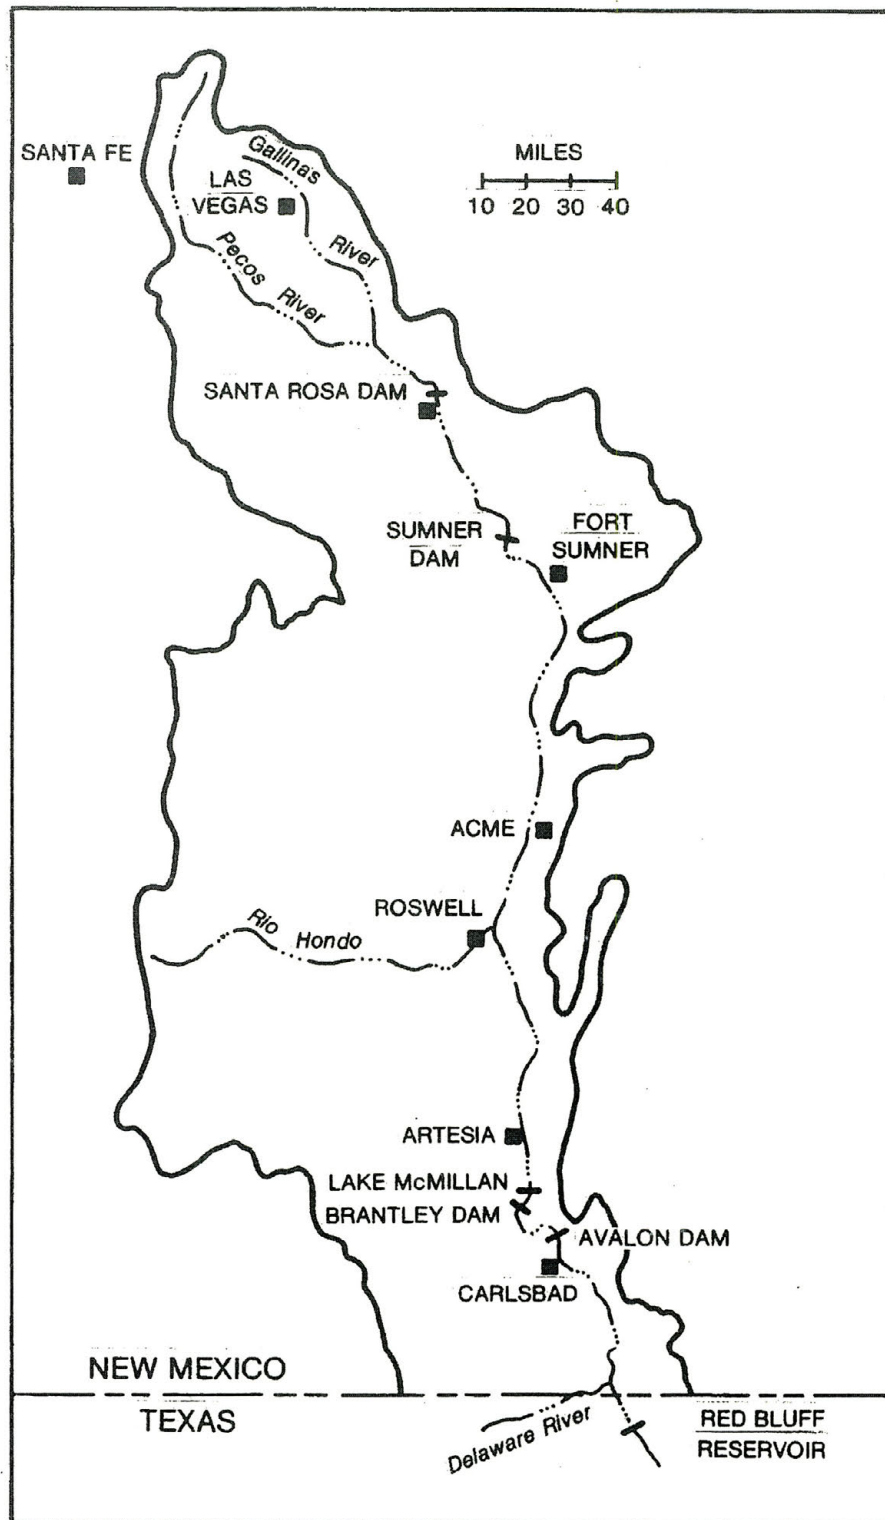 SANTA FE
Gallinas
River
MILES
10 20 30 40
LAS
VEGAS
Pecos
River
SANTA ROSA DAM
SUMNER
DAM
FORT
SUMNER
ACME
ROSWELL
Rio Hondo
ARTESIA
LAKE McMILLAN
BRANTLEY DAM
AVALON DAM
CARLSBAD
NEW MEXICO
TEXAS
Delaware River
RED BLUFF
RESERVOIR